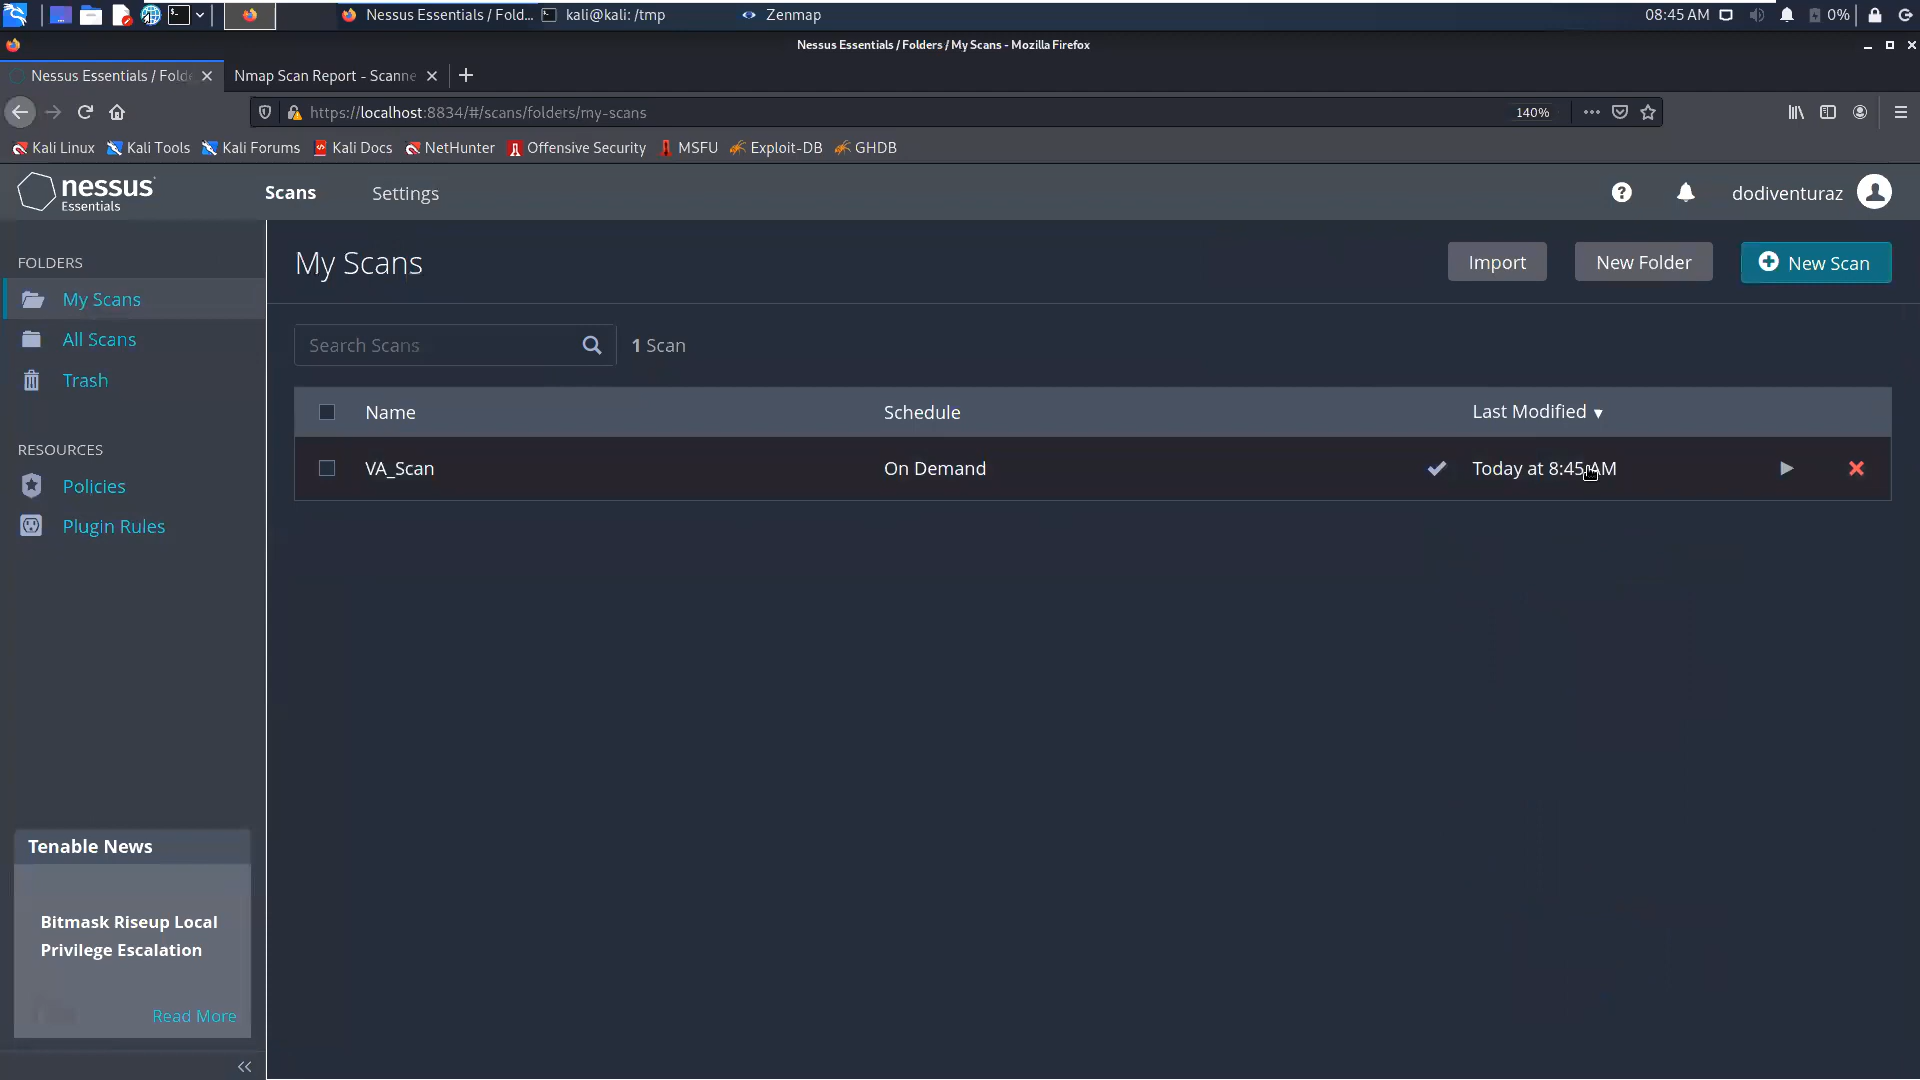 Nessus Essentials / Fold...
kali@kali: /tmp
Zenmap
08:45 AM
0%
Nessus Essentials / Folders / My Scans - Mozilla Firefox
Nessus Essentials / Folde
Nmap Scan Report - Scanne
https://localhost:8834/#/scans/folders/my-scans
140%
Kali Linux
Kali Tools
Kali Forums
Kali Docs
NetHunter
Offensive Security
MSFU
Exploit-DB
GHDB
nessus
Essentials
Scans
Settings
dodiventuraz
FOLDERS
My Scans
All Scans
Trash
RESOURCES
Policies
Plugin Rules
My Scans
Import
New Folder
New Scan
Search Scans
1 Scan
Name
Schedule
Last Modified
VA_Scan
On Demand
Today at 8:45 AM
Tenable News
Bitmask Riseup Local
Privilege Escalation
Read More